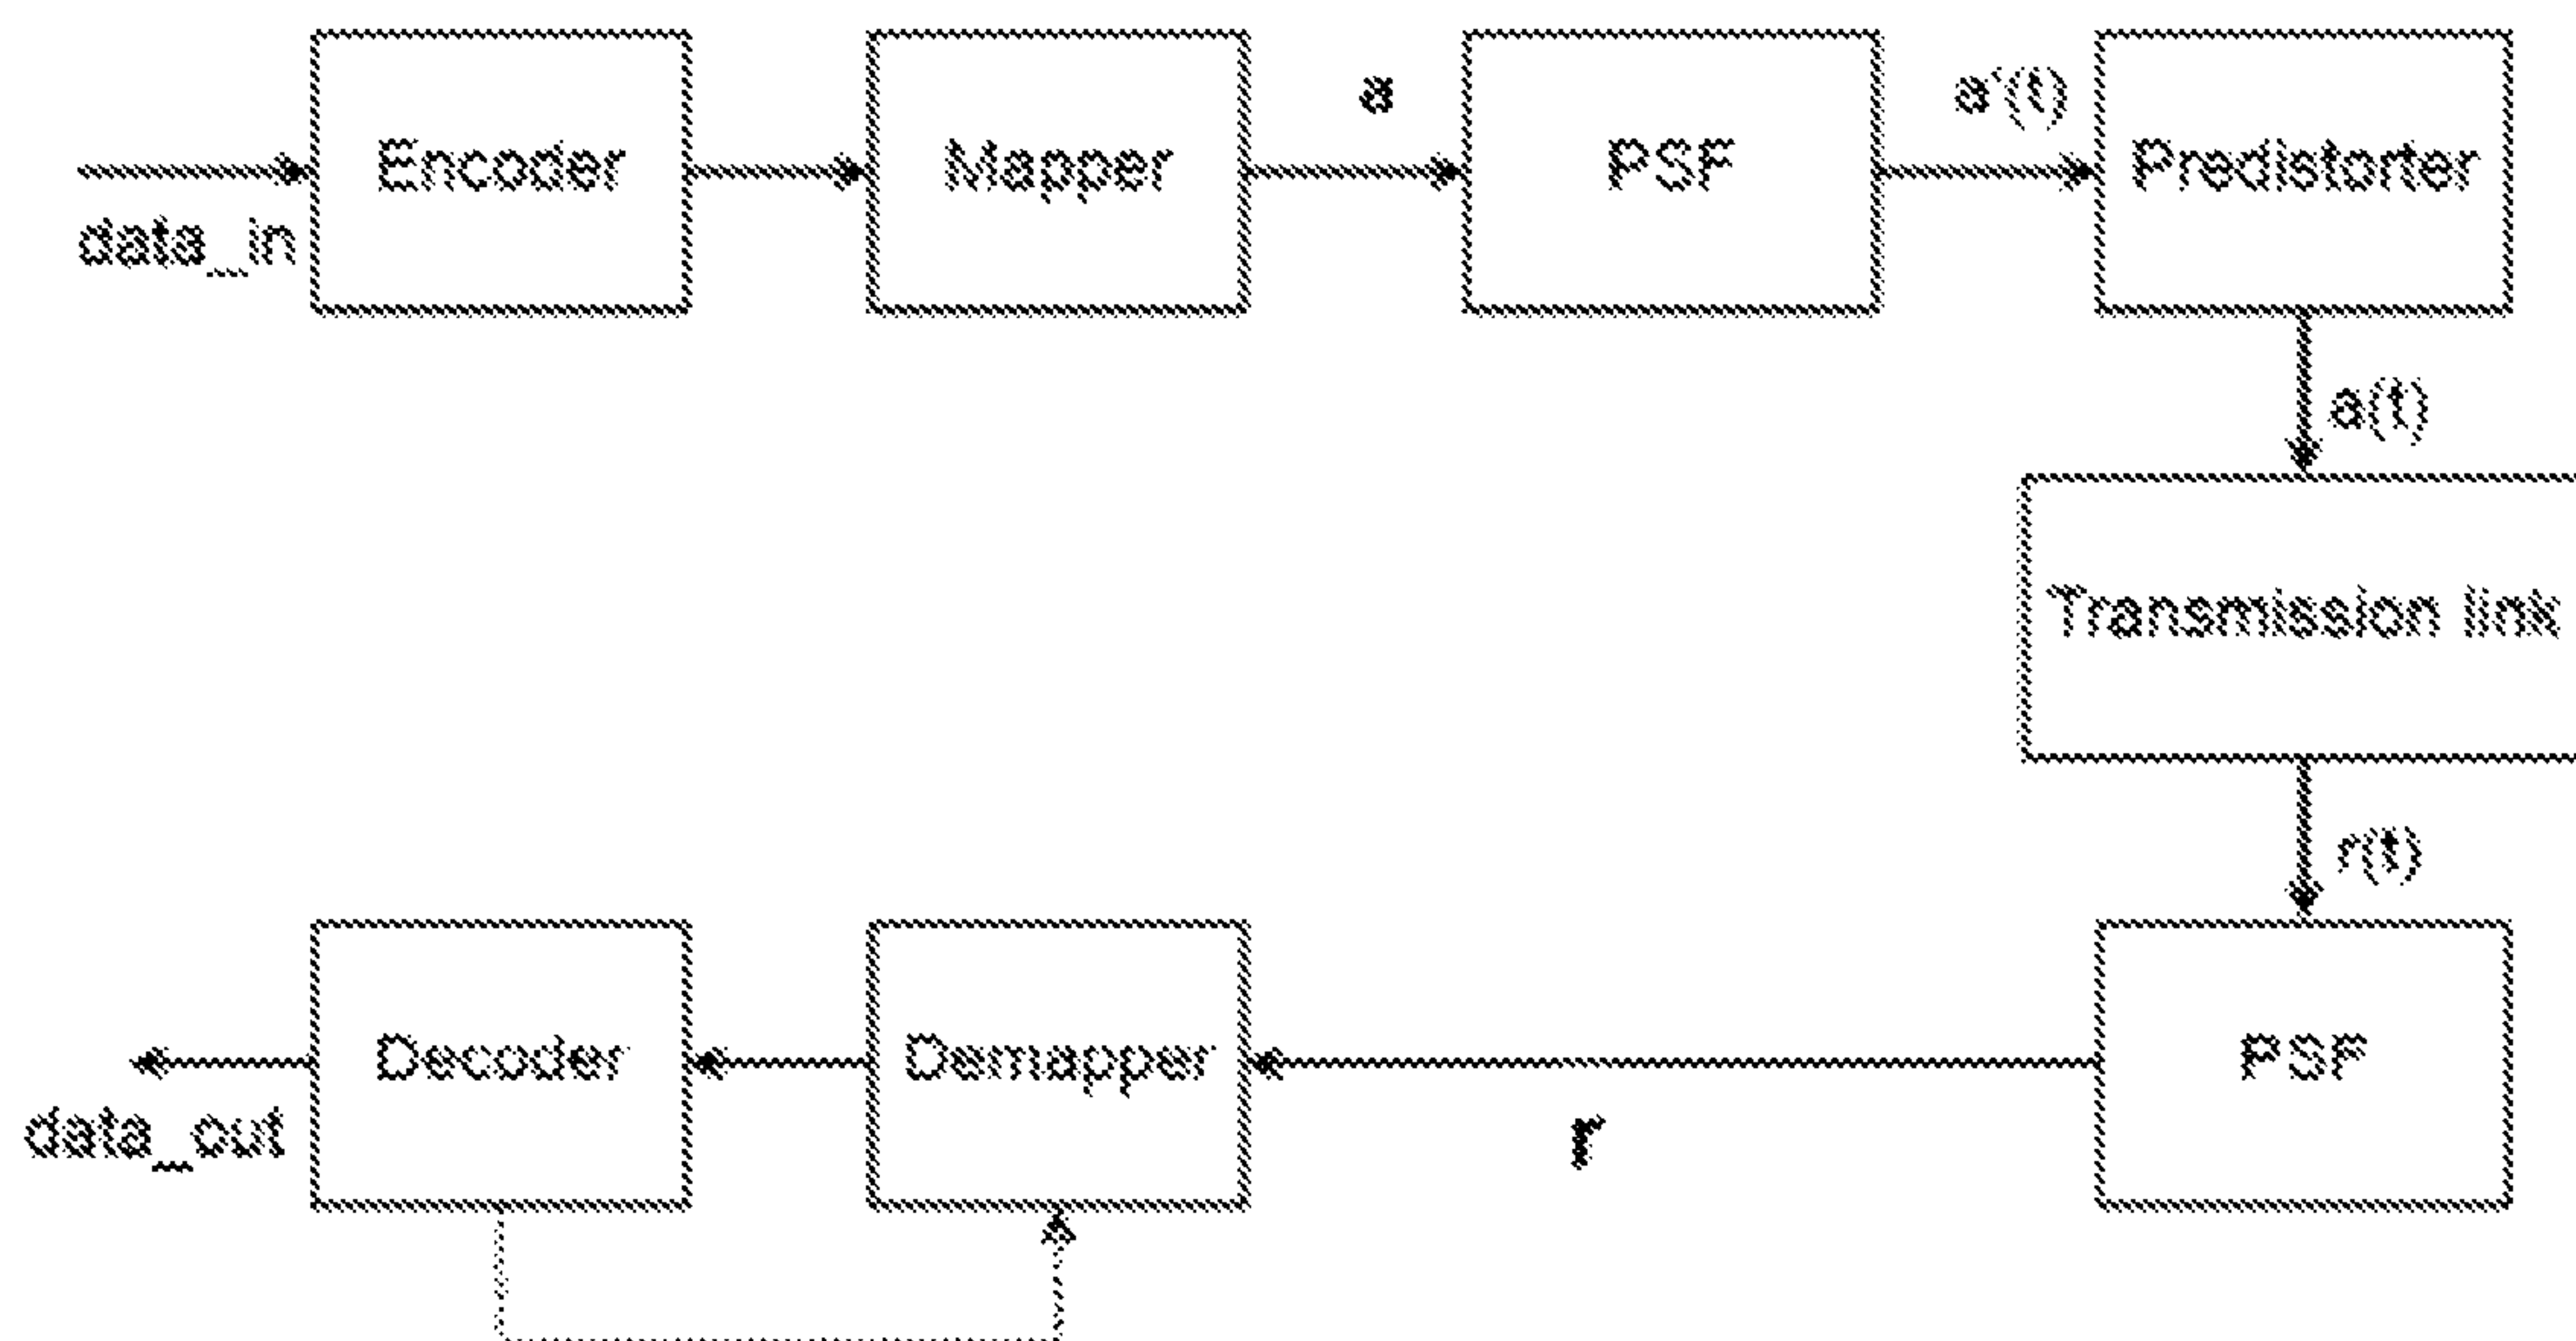 Encoder
Mapper
a
PSF
a'(t)
Predistorter
data_in
a(t)
Transmission link
r(t)
Decoder
Demapper
PSF
data_out
r